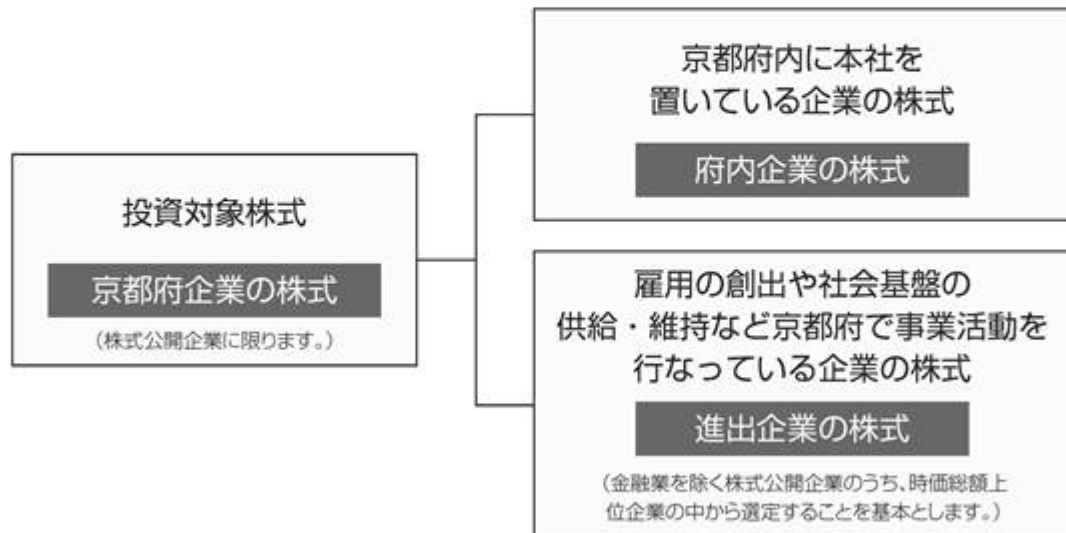 投資対象株式
京都府企業の株式
(株式公開企業に限ります。)
京都府内に本社を
置いている企業の株式
府内企業の株式
雇用の創出や社会基盤の
供給・維持など京都府で事業活動を
行なっている企業の株式
進出企業の株式
(金融業を除く株式公開企業のうち、時価総額上
位企業の中から選定することを基本とします。)